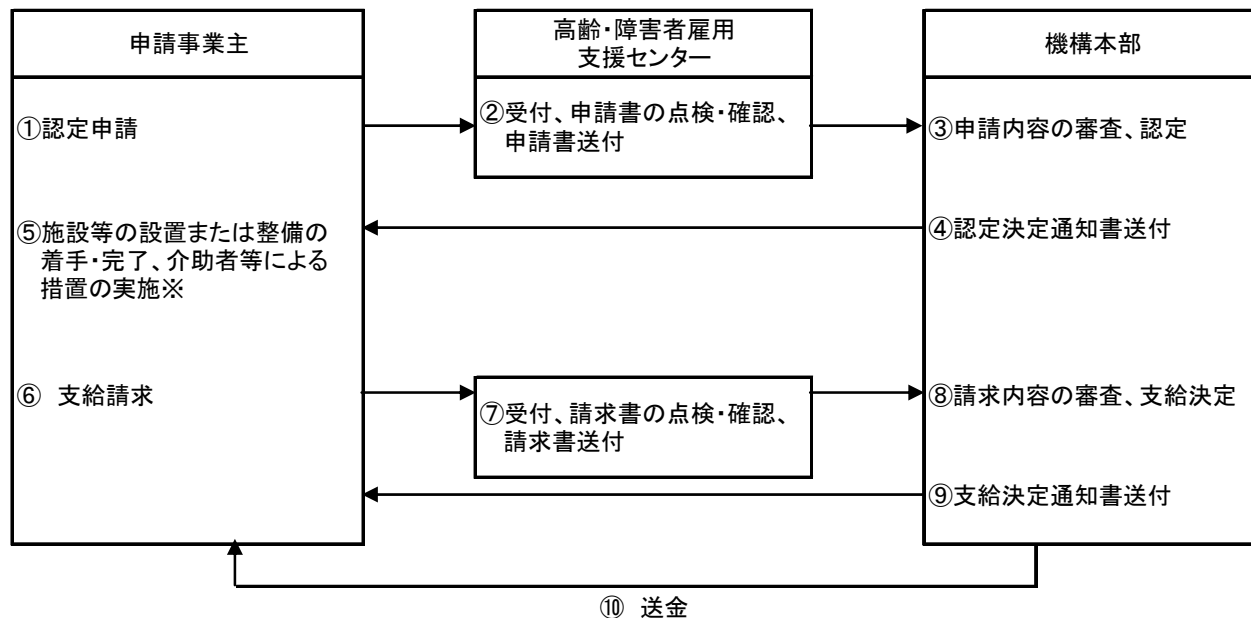 申請事業主
高齢・障害者雇用
支援センター
機構本部
①認定申請
②受付、申請書の点検・確認、
申請書送付
③申請内容の審査、認定
④認定決定通知書送付
⑤施設等の設置または整備の
着手・完了、介助者等による
措置の実施※
⑥ 支給請求
⑦受付、請求書の点検・確認、
請求書送付
⑧請求内容の審査、支給決定
⑨支給決定通知書送付
⑩ 送金